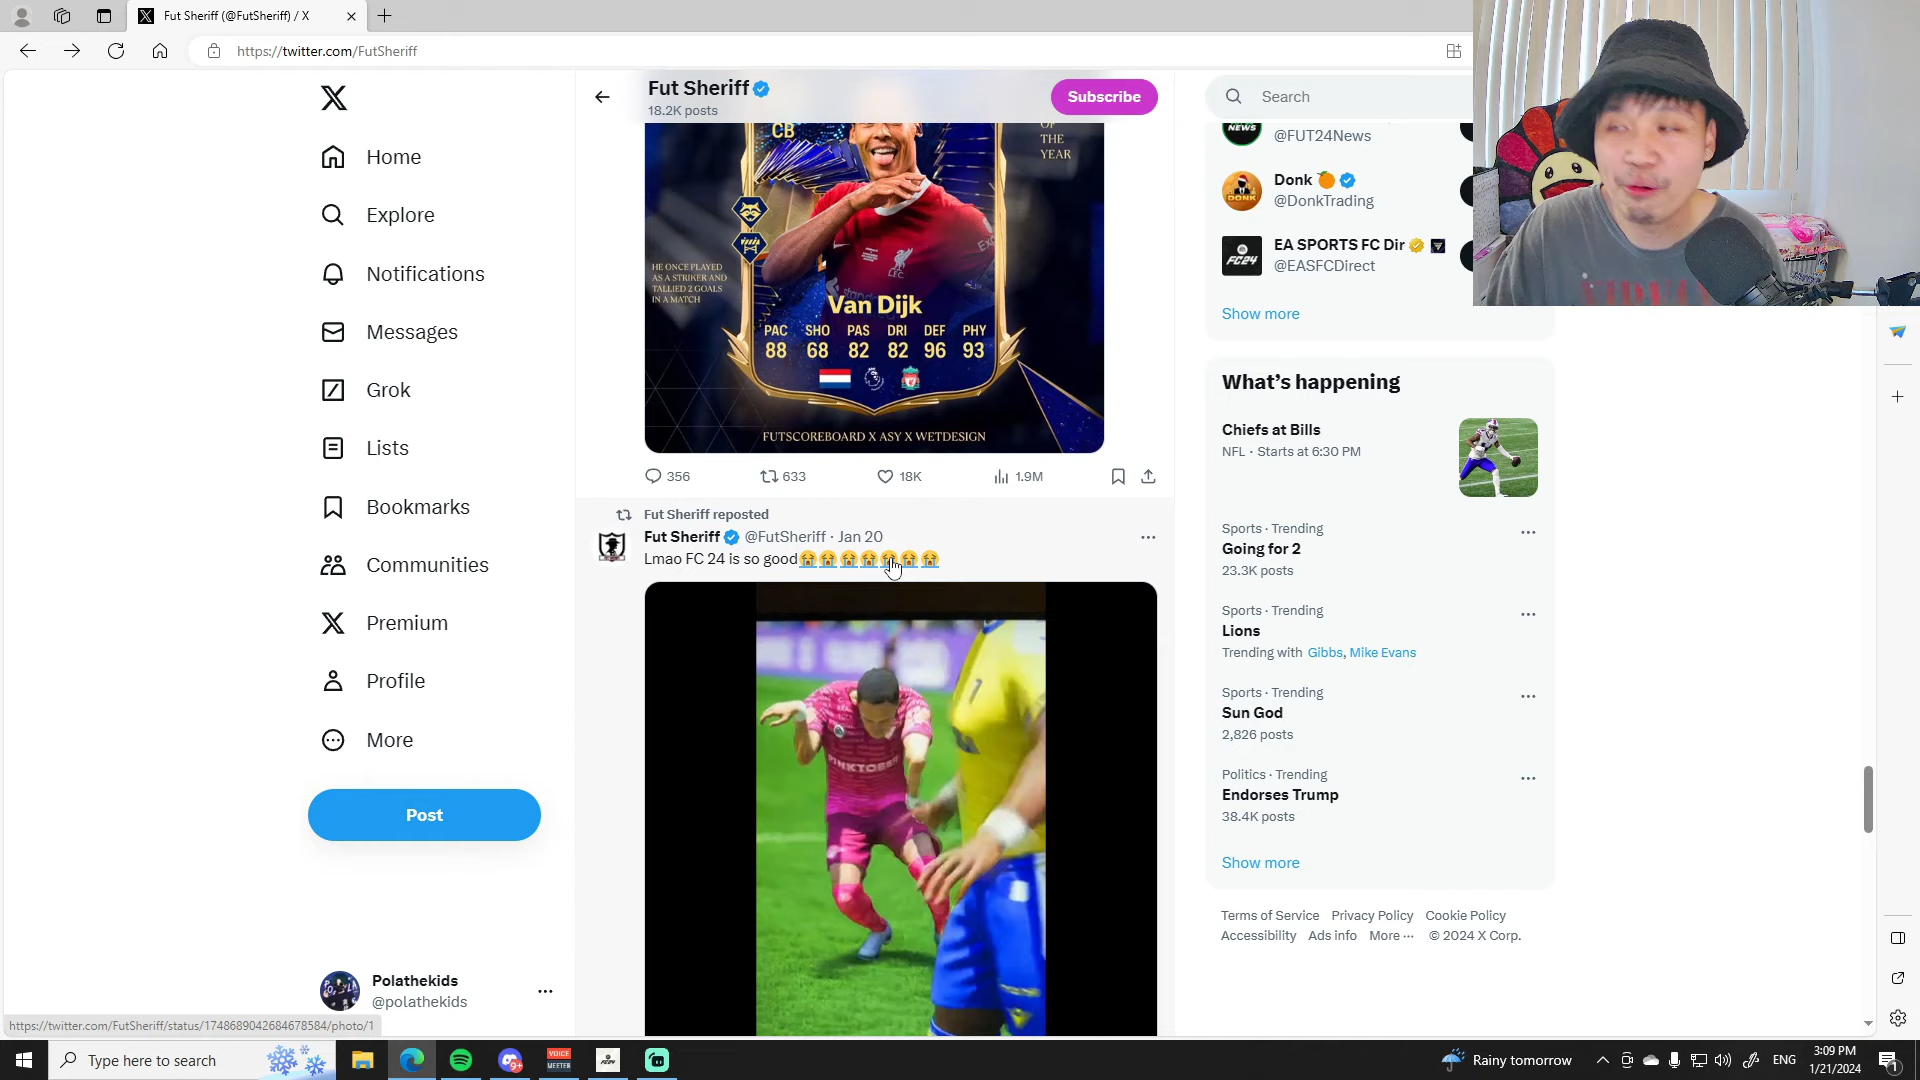 Fut Sheriff (@FutSheriff) / X
https://twitter.com/FutSheriff
Home
Explore
Notifications
Messages
Grok
Lists
Bookmarks
Communities
Premium
Profile
More
Post
Polathekids
@polathekids
https://twitter.com/FutSheriff/status/1748689042684678584/photo/1
Fut Sheriff
18.2K posts
Subscribe
CB
OF
THE
YEAR
HE ONCE PLAYED
AS A STRIKER AND
TALLIED 2 GOALS
IN A MATCH
Van Dijk
PAC SHO PAS DRI DEF PHY
88 68 82 82 96 93
FUTSCOREBOARD X ASY X WETDESIGN
356 633 18K 1.9M
Fut Sheriff reposted
Fut Sheriff @FutSheriff · Jan 20
Lmao FC 24 is so good😭😭😭😭😭😭😭
Search
NEWS
@FUT24News
Donk 🍊
DONK
@DonkTrading
EA SPORTS FC Dir
FC24
@EASFCDirect
Show more
What's happening
Chiefs at Bills
NFL · Starts at 6:30 PM
Sports · Trending
Going for 2
23.3K posts
Sports · Trending
Lions
Trending with Gibbs, Mike Evans
Sports · Trending
Sun God
2,826 posts
Politics · Trending
Endorses Trump
38.4K posts
Show more
Terms of Service Privacy Policy Cookie Policy
Accessibility Ads info More ··· © 2024 X Corp.
Type here to search
VOICE
MEETER
9+
Rainy tomorrow
ENG
3:09 PM
1/21/2024
1